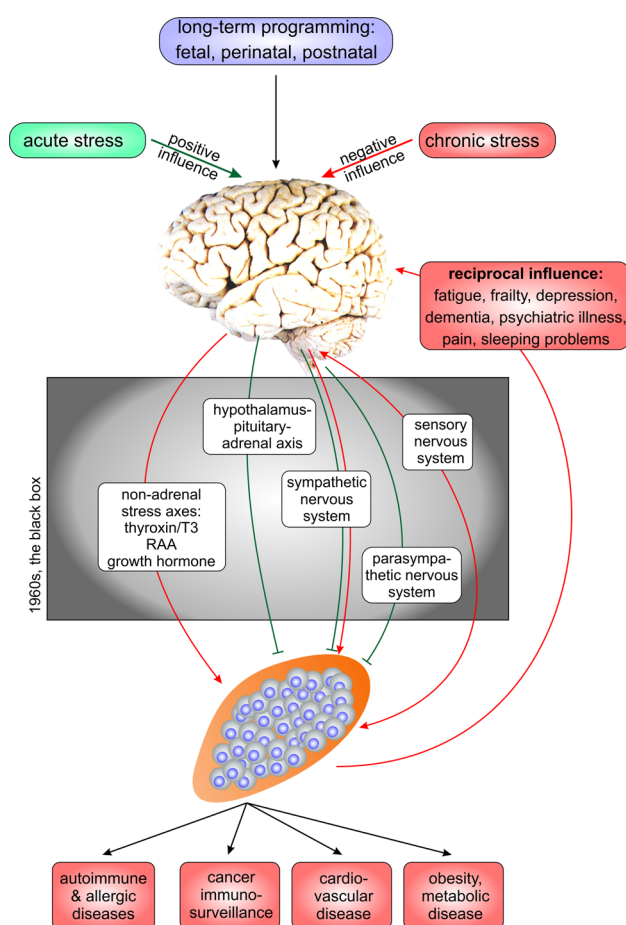 long-term programming:
fetal, perinatal, postnatal
acute stress
positive
influence
negative
influence
chronic stress
reciprocal influence:
fatigue, frailty, depression,
dementia, psychiatric illness,
pain, sleeping problems
1960s, the black box
hypothalamus-
pituitary-
adrenal axis
sensory
nervous
system
non-adrenal
stress axes:
thyroxin/T3
RAA
growth hormone
sympathetic
nervous
system
parasympa-
thetic nervous
system
autoimmune
& allergic
diseases
cancer
immuno-
surveillance
cardio-
vascular
disease
obesity,
metabolic
disease